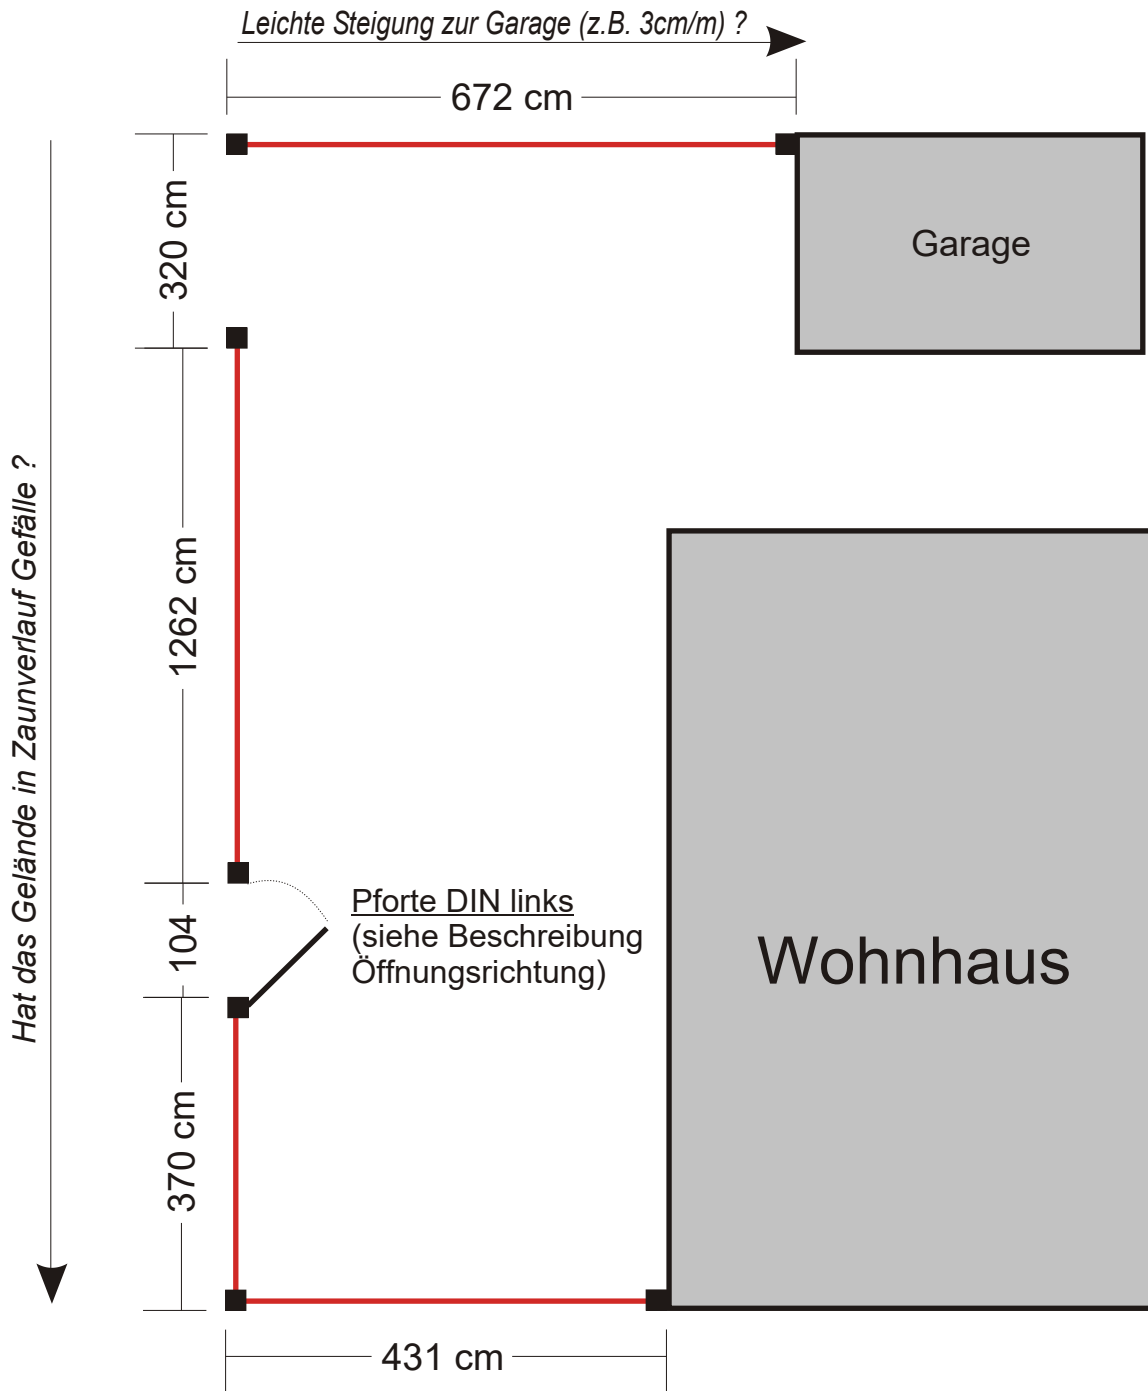 Leichte Steigung zur Garage (z.B. 3cm/m) ?
672 cm
320 cm
Garage
Hat das Gelände in Zaunverlauf Gefälle ?
1262 cm
Pforte DIN links
(siehe Beschreibung
Öffnungsrichtung)
104
Wohnhaus
370 cm
431 cm